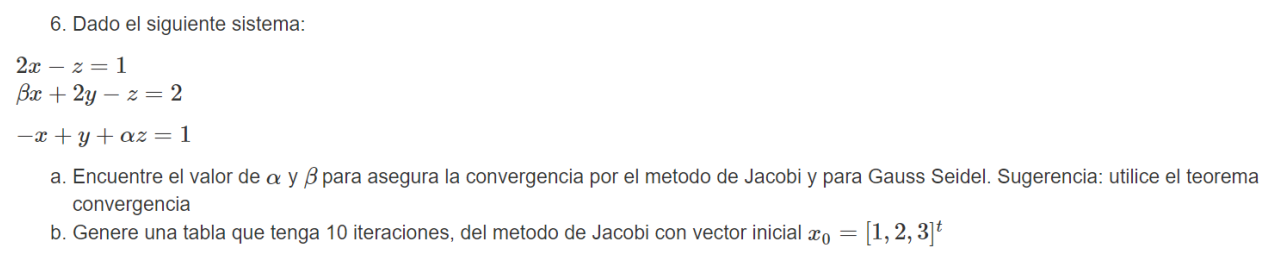 6. Dado el siguiente sistema:
2x − z = 1
βx + 2y − z = 2
−x + y + αz = 1
a. Encuentre el valor de α y β para asegura la convergencia por el metodo de Jacobi y para Gauss Seidel. Sugerencia: utilice el teorema
convergencia
b. Genere una tabla que tenga 10 iteraciones, del metodo de Jacobi con vector inicial x₀ = [1, 2, 3]ᵗ